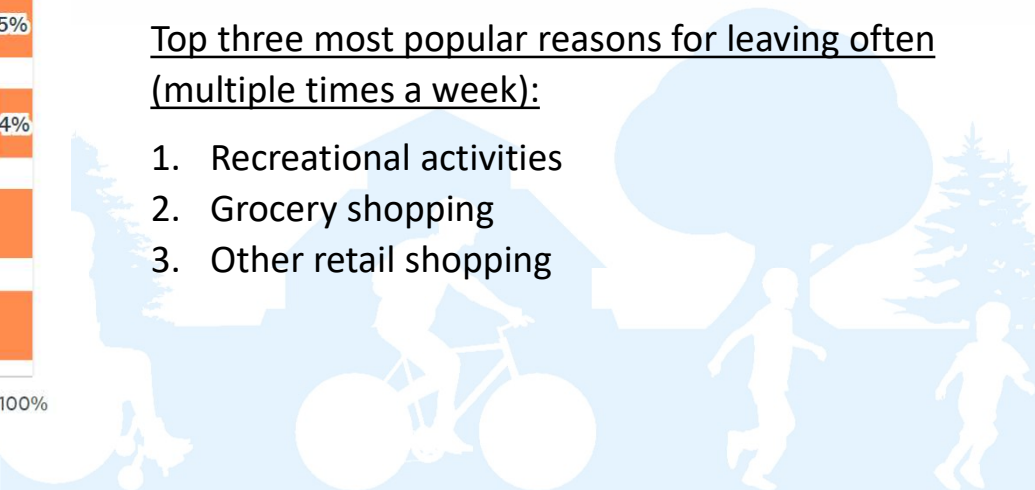 5%
4%
100%
Top three most popular reasons for leaving often
(multiple times a week):
1. Recreational activities
2. Grocery shopping
3. Other retail shopping